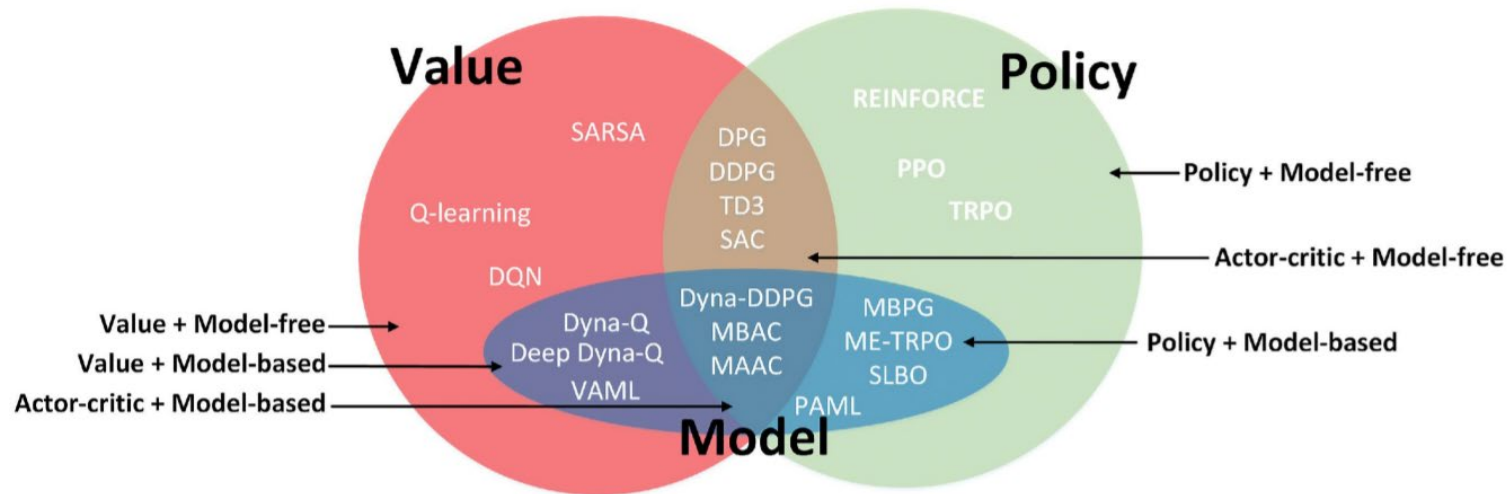 Value
Policy
REINFORCE
SARSA
DPG
DDPG
PPO
Policy + Model-free
TD3
TRPO
Q-learning
SAC
Actor-critic + Model-free
DQN
Dyna-DDPG
MBPG
Value + Model-free
Dyna-Q
MBAC
ME-TRPO
Policy + Model-based
Value + Model-based
Deep Dyna-Q
MAAC
SLBO
VAML
Actor-critic + Model-based
PAML
Model